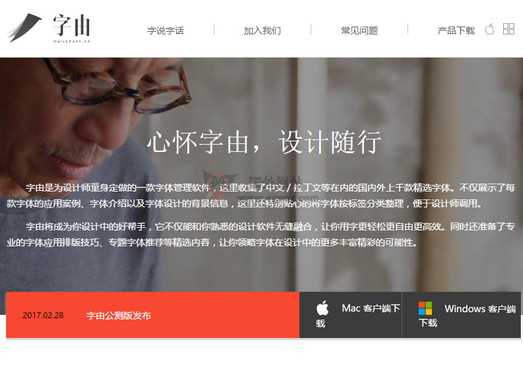 字由
HelloFont.cn
字说字话
加入我们
常见问题
产品下载
心怀字由，设计随行
字由是为设计师量身定做的一款字体管理软件，这里收集了中文 / 拉丁文等在内的国内外上千款精选字体。不仅展示了每
款字体的应用案例、字体介绍以及字体设计的背景信息，这里还特别贴心的将字体按标签分类整理，便于设计师调用。
字由将成为你设计中的好帮手，它不仅能和你熟悉的设计软件无缝融合，让你用字更轻松更自由更高效。同时还准备了专
业的字体应用排版技巧、专题字体推荐等精选内容，让你领略字体在设计中的更多丰富精彩的可能性。
2017.02.28
字由公测版发布
Mac 客户端下
载
Windows 客户端
下载